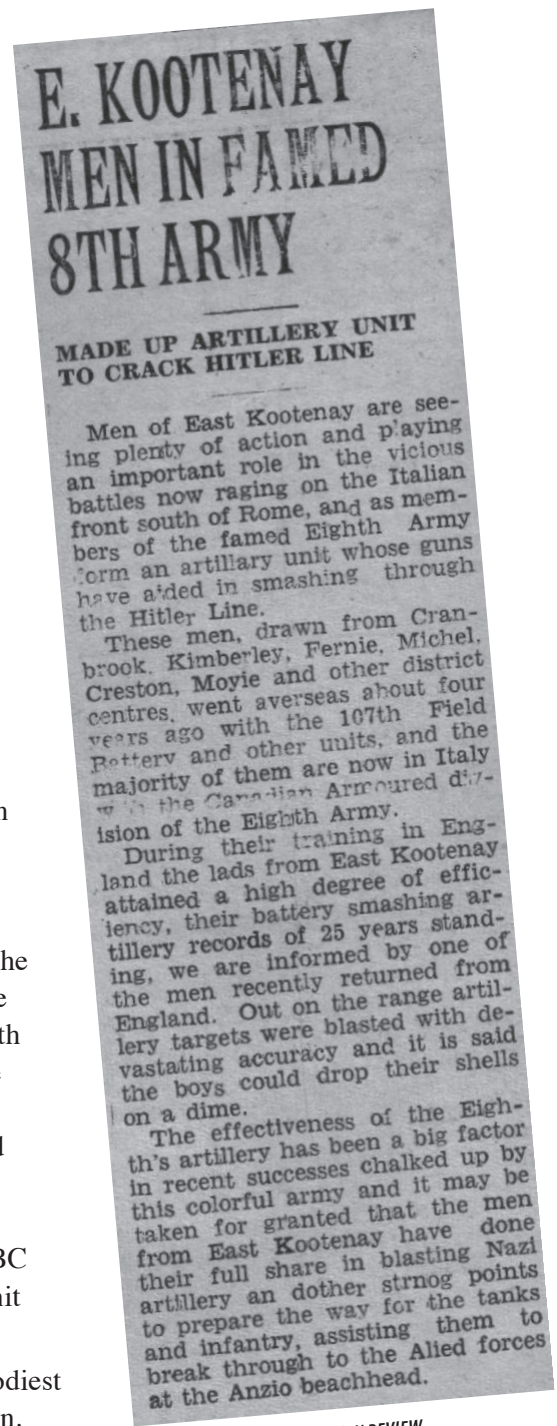 E. KOOTENAY
MEN IN FAMED
8TH ARMY
MADE UP ARTILLERY UNIT
TO CRACK HITLER LINE
Men of East Kootenay are see-
ing plenty of action and playing
an important role in the vicious
battles now raging on the Italian
front south of Rome, and as mem-
bers of the famed Eighth Army
form an artillary unit whose guns
have aided in smashing through
the Hitler Line.
These men, drawn from Cran-
brook, Kimberley, Fernie, Michel,
Creston, Moyie and other district
centres, went averseas about four
years ago with the 107th Field
Battery and other units, and the
majority of them are now in Italy
with the Canadian Armoured div-
ision of the Eighth Army.
During their training in Eng-
land the lads from East Kootenay
attained a high degree of effic-
iency, their battery smashing ar-
tillery records of 25 years stand-
ing, we are informed by one of
the men recently returned from
England. Out on the range artil-
lery targets were blasted with de-
vastating accuracy and it is said
the boys could drop their shells
on a dime.
The effectiveness of the Eigh-
th's artillery has been a big factor
in recent successes chalked up by
this colorful army and it may be
taken for granted that the men
from East Kootenay have done
their full share in blasting Nazi
artillery an dother strnog points
to prepare the way for the tanks
and infantry, assisting them to
break through to the Alied forces
at the Anzio beachhead.
BC
REVIEW